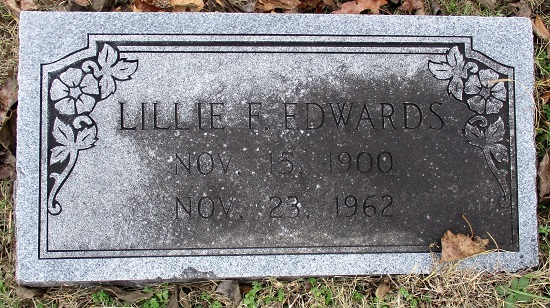 LILLIE F. EDWARDS
NOV. 15, 1900
NOV. 23, 1962